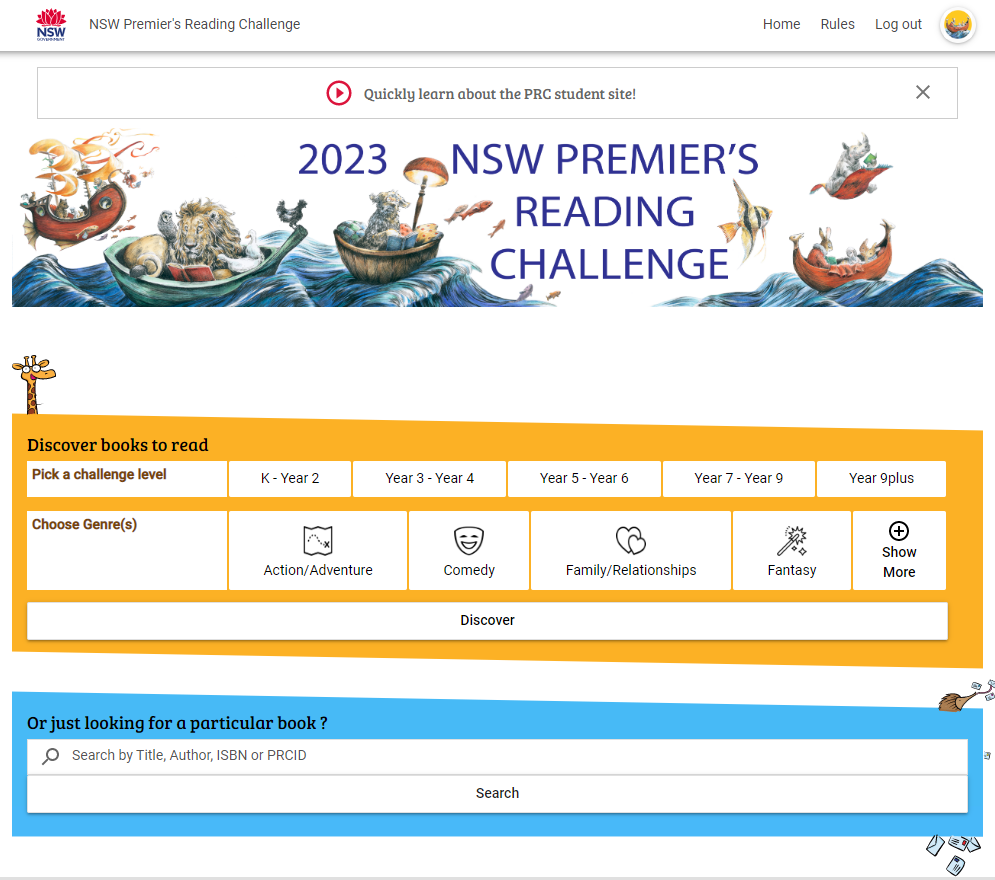 NSW
GOVERNMENT
NSW Premier's Reading Challenge
Home Rules Log out
Quickly learn about the PRC student site!
2023 NSW PREMIER'S
READING
CHALLENGE
Discover books to read
Pick a challenge level
K - Year 2
Year 3 - Year 4
Year 5 - Year 6
Year 7 - Year 9
Year 9plus
Choose Genre(s)
Action/Adventure
Comedy
Family/Relationships
Fantasy
Show
More
Discover
Or just looking for a particular book ?
Search by Title, Author, ISBN or PRCID
Search